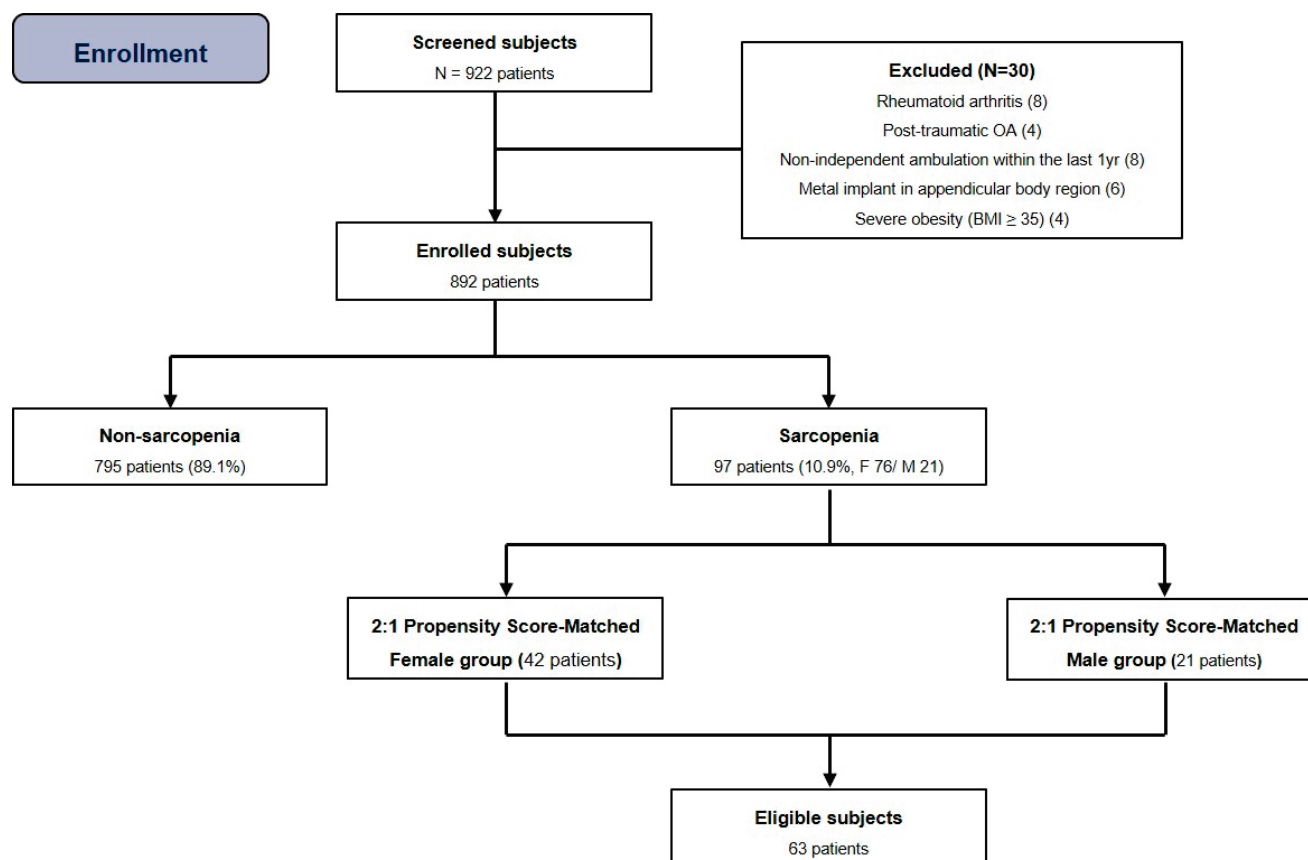 Enrollment
Screened subjects
N = 922 patients
Excluded (N=30)
Rheumatoid arthritis (8)
Post-traumatic OA (4)
Non-independent ambulation within the last 1yr (8)
Metal implant in appendicular body region (6)
Severe obesity (BMI ≥ 35) (4)
Enrolled subjects
892 patients
Non-sarcopenia
795 patients (89.1%)
Sarcopenia
97 patients (10.9%, F 76/ M 21)
2:1 Propensity Score-Matched
Female group (42 patients)
2:1 Propensity Score-Matched
Male group (21 patients)
Eligible subjects
63 patients